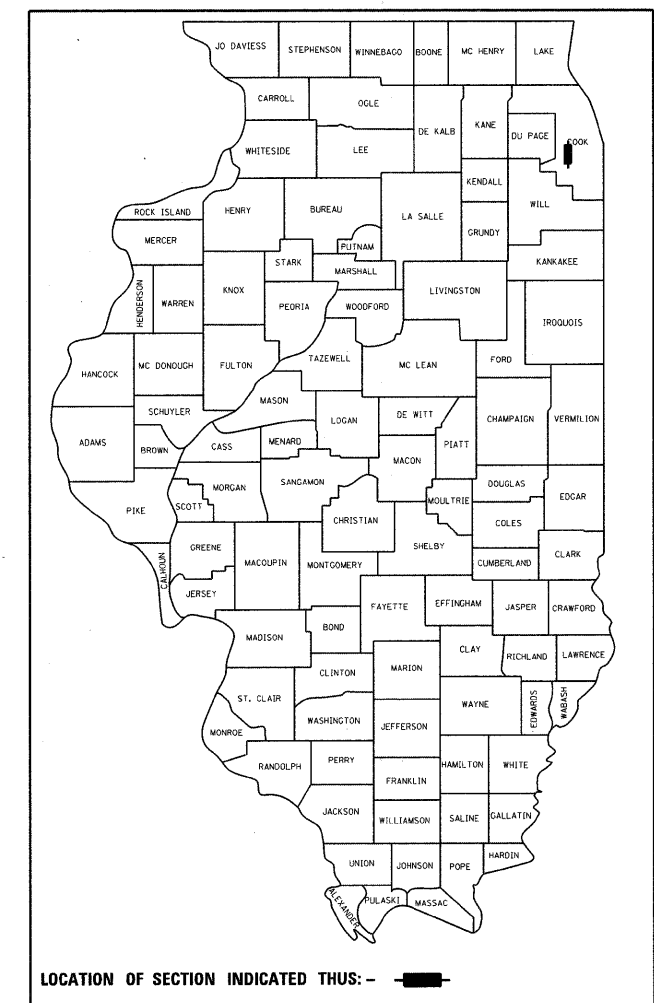 JO DAVIESS STEPHENSON WINNEBAGO BOONE MC HENRY LAKE
CARROLL OGLE DE KALB KANE DU PAGE COOK
WHITESIDE LEE
KENDALL WILL
ROCK ISLAND HENRY BUREAU LA SALLE GRUNDY
MERCER PUTNAM KANKAKEE
STARK MARSHALL
HENDERSON WARREN KNOX PEORIA WOODFORD LIVINGSTON IROQUOIS
HANCOCK MC DONOUGH FULTON TAZEWELL MC LEAN FORD
SCHUYLER MASON LOGAN DE WITT CHAMPAIGN VERMILION
ADAMS BROWN CASS MENARD MACON PIATT
PIKE SCOTT MORGAN SANGAMON CHRISTIAN MOULTRIE DOUGLAS EDGAR
COLES
CALHOUN GREENE MACOUPIN MONTGOMERY SHELBY CUMBERLAND CLARK
JERSEY FAYETTE EFFINGHAM JASPER CRAWFORD
MADISON BOND
CLINTON MARION CLAY RICHLAND LAWRENCE
ST. CLAIR WASHINGTON JEFFERSON WAYNE EDWARDS WABASH
MONROE
RANDOLPH PERRY FRANKLIN HAMILTON WHITE
JACKSON WILLIAMSON SALINE GALLATIN
UNION JOHNSON POPE HARDIN
ALEXANDER PULASKI MASSAC
LOCATION OF SECTION INDICATED THUS: -